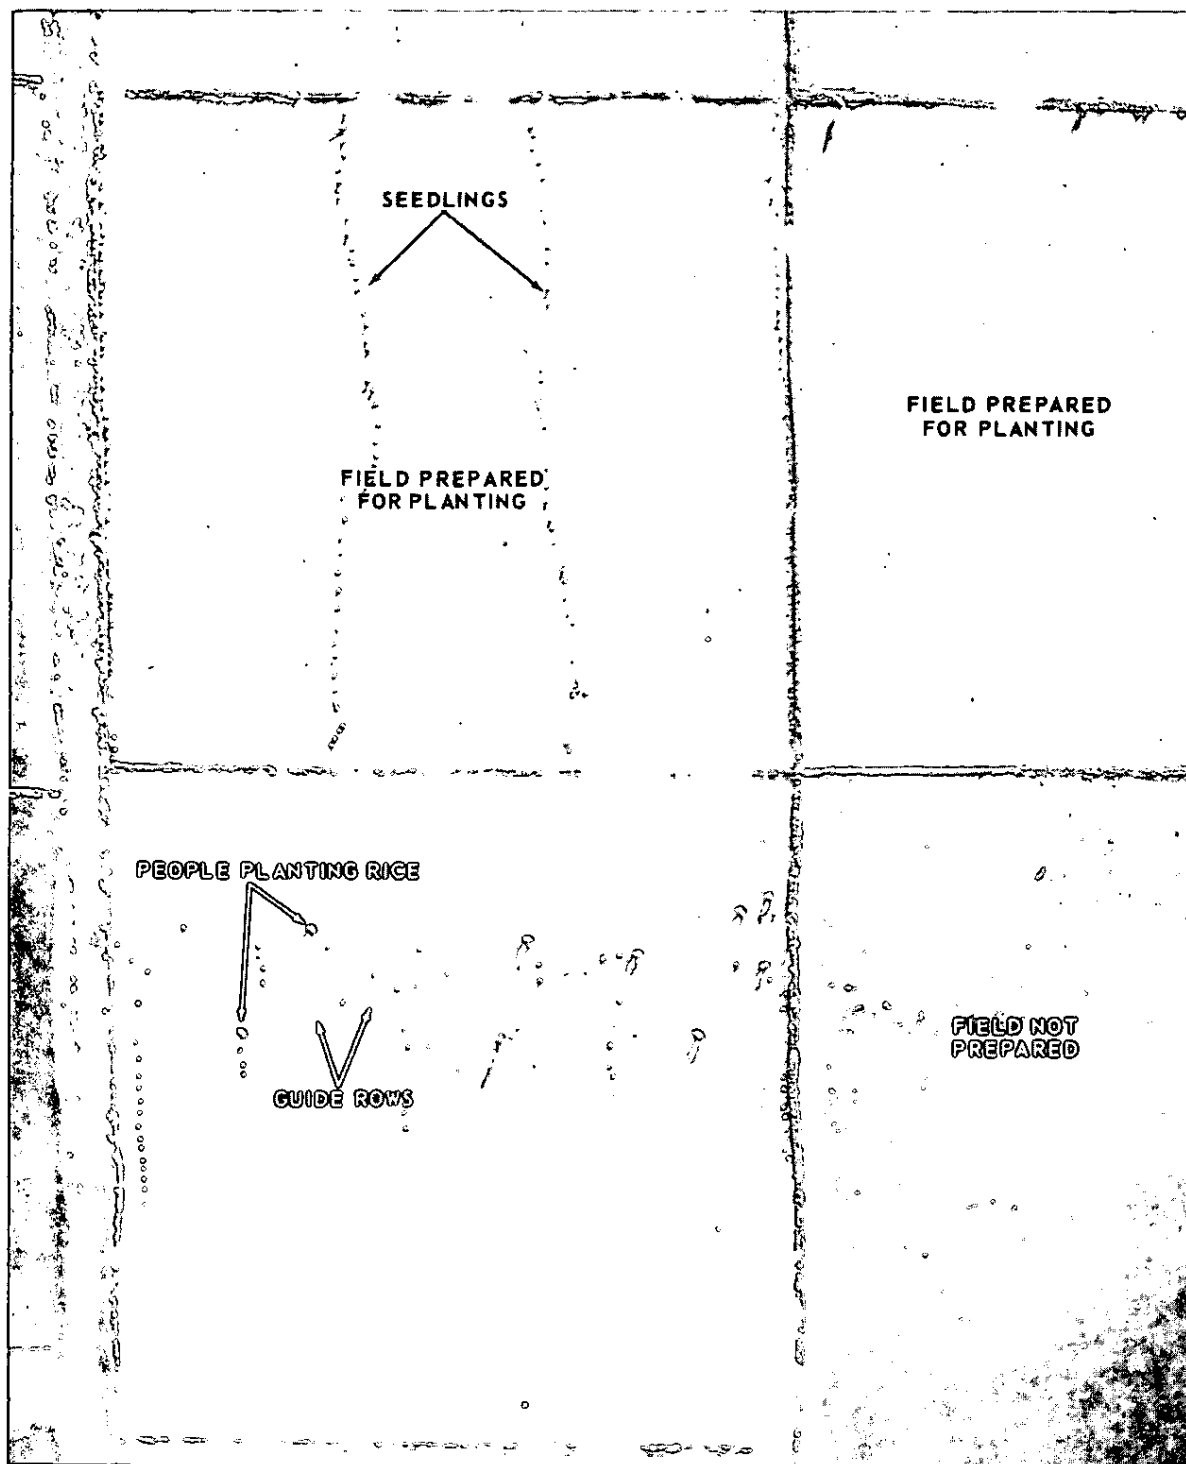 SEEDLINGS
FIELD PREPARED
FOR PLANTING
FIELD PREPARED
FOR PLANTING
PEOPLE PLANTING RICE
GUIDE ROWS
FIELD NOT
PREPARED